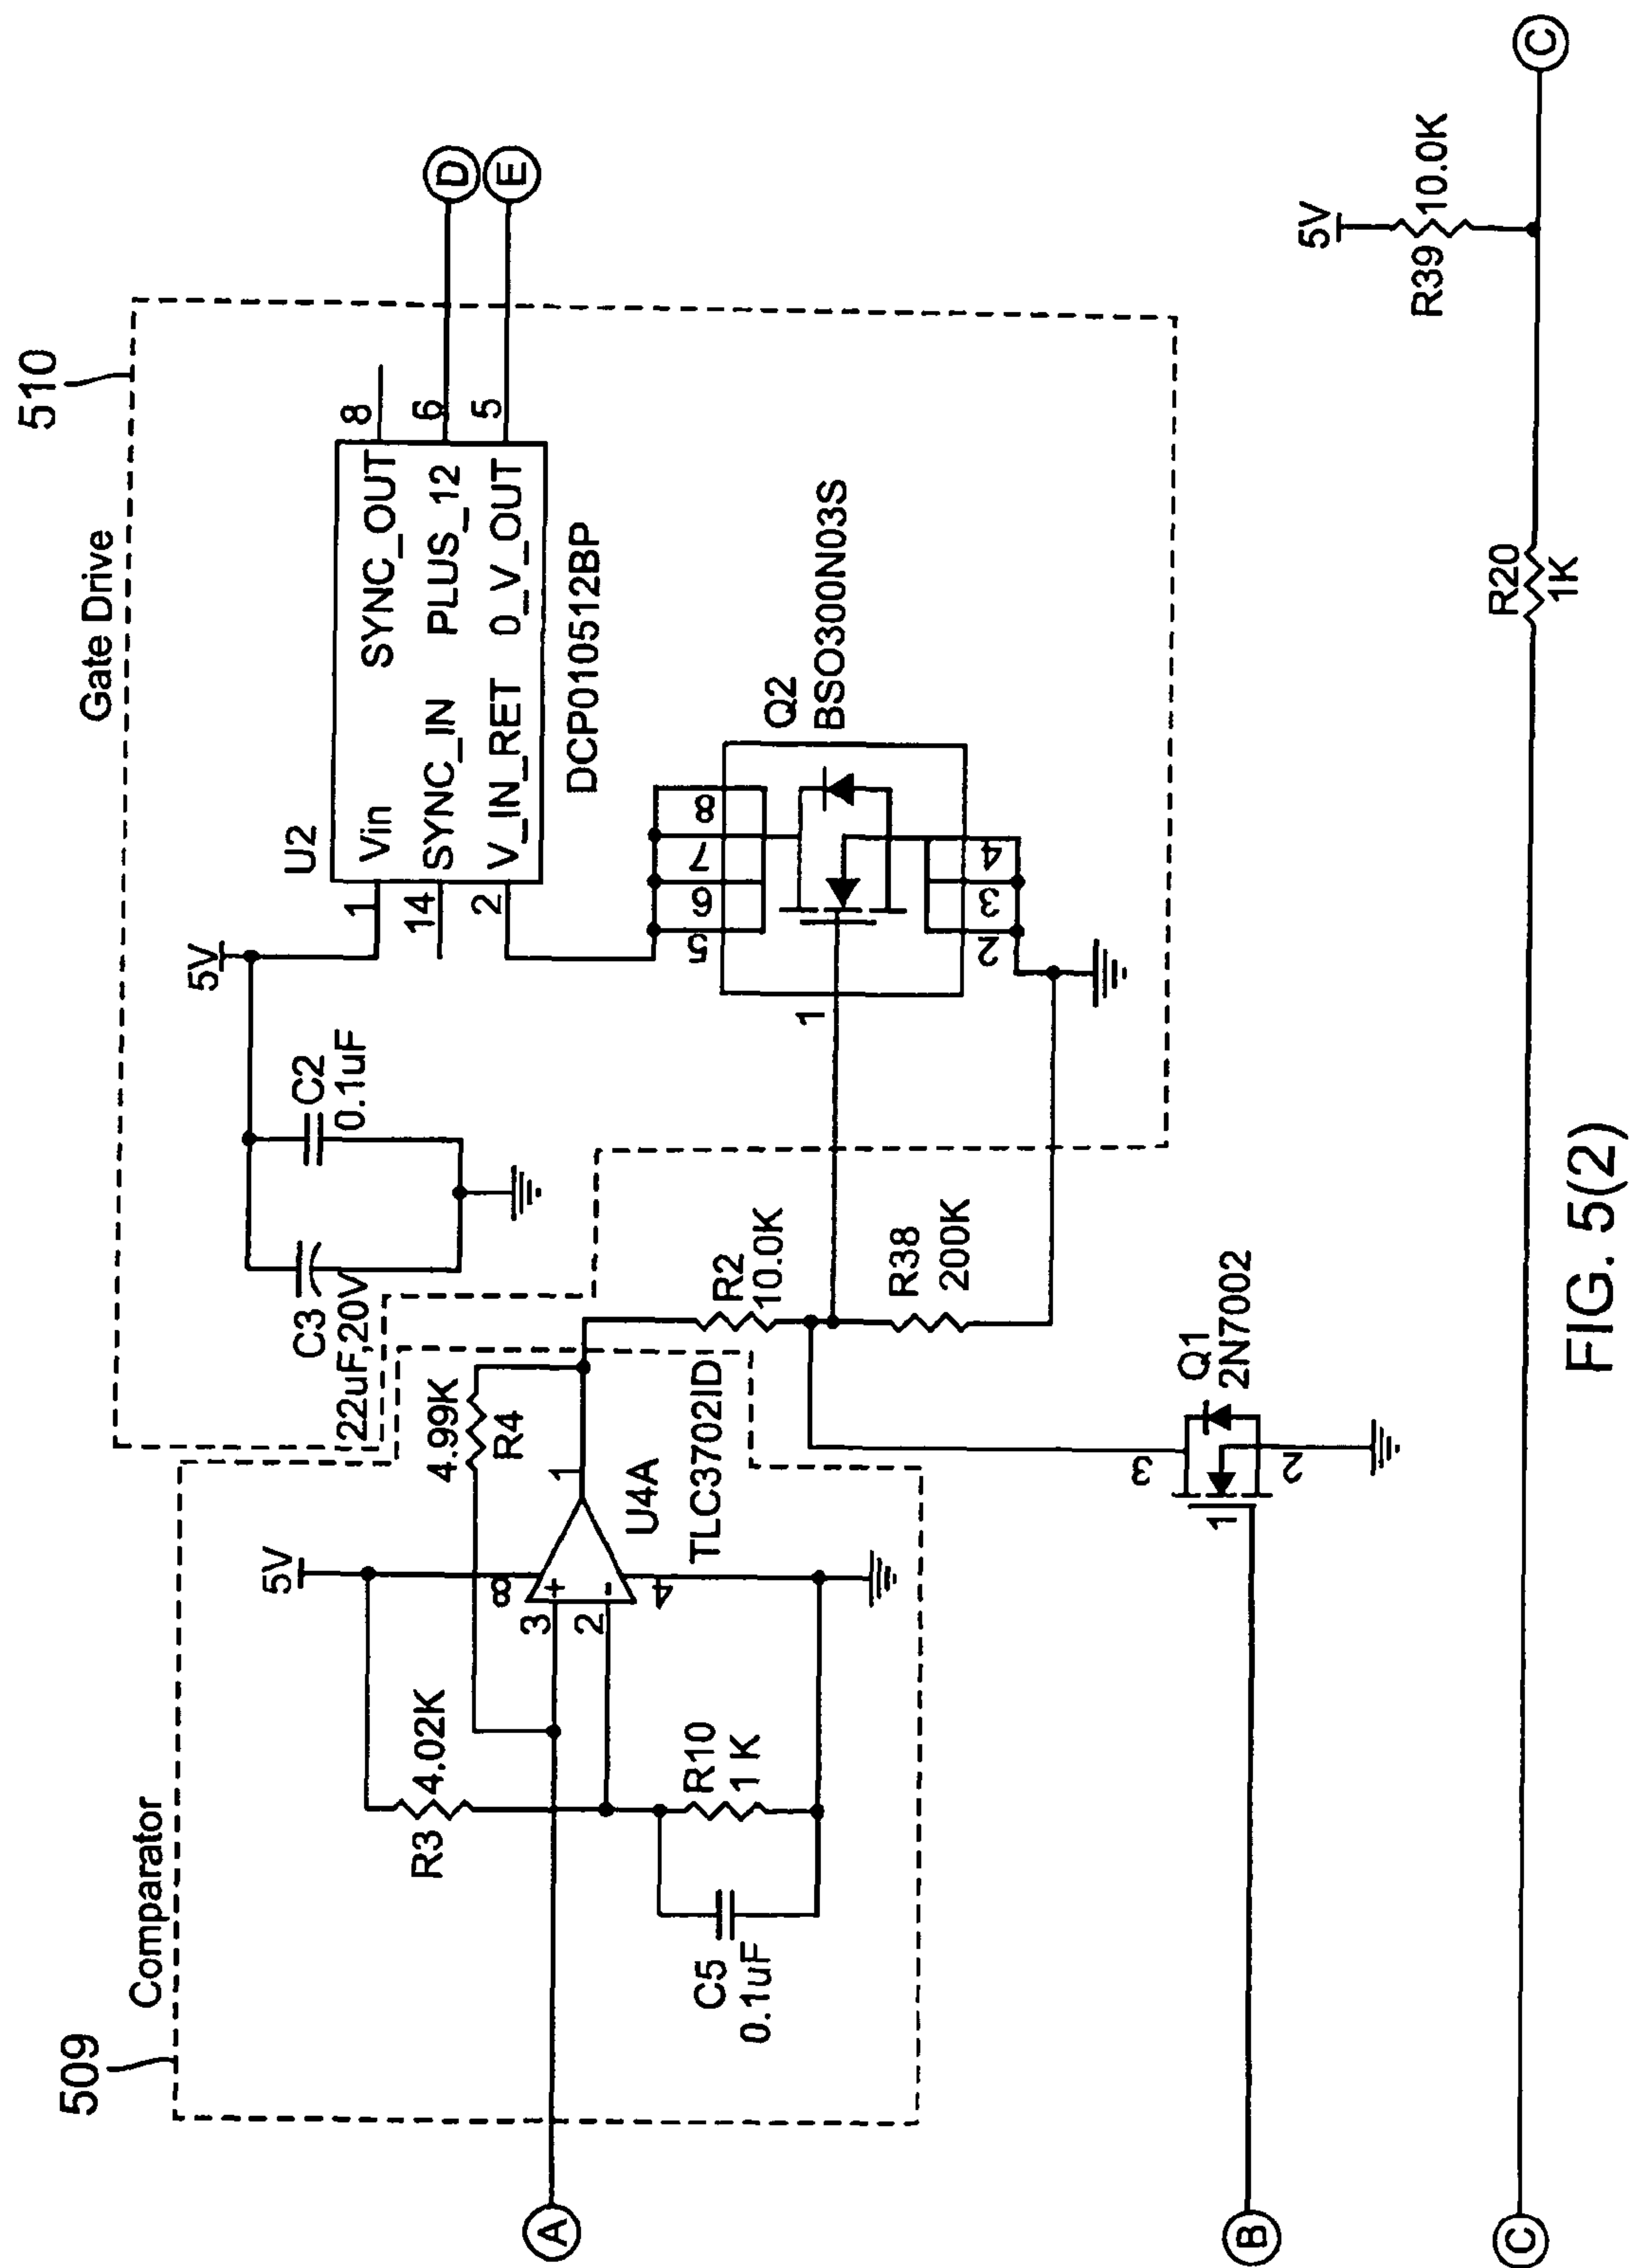 510
Gate Drive
509
Comparator
5V
C3
22uF,20V
C2
0.1uF
5V
U2
1
14
2
Vin
SYNC_IN
V_IN_RET
SYNC_OUT
PLUS_12
0_V_OUT
8
6
5
DCP010512BP
D
E
5V
R3
4.02K
4.99K
R4
8
3
+
2
-
4
1
U4A
TLC3702ID
R10
1 K
C5
0.1uF
A
R2
10.0K
R38
200K
5
6
7
8
Q2
BSO300N03S
1
2
3
4
Q1
2N7002
3
1
2
B
5V
R39
10.0K
C
R20
1K
C
FIG. 5(2)